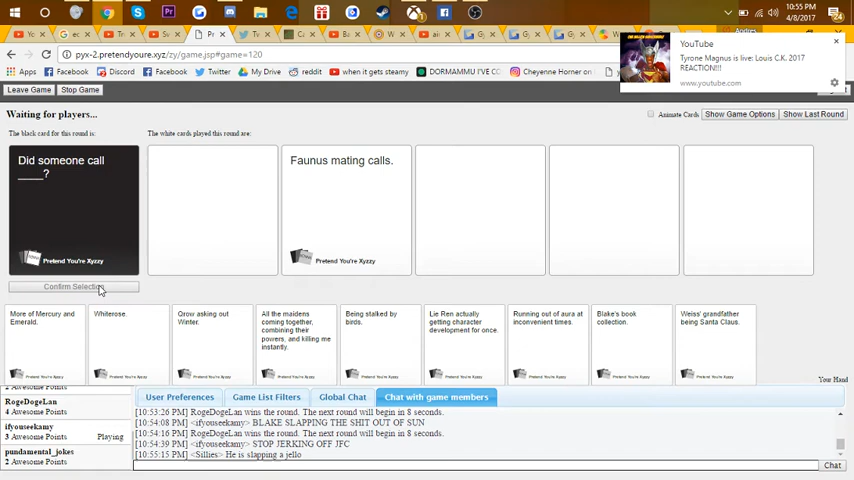 10:55 PM
4/8/2017
pyx-2.pretendyoure.xyz/zy/game.jsp#game=120
YouTube
Tyrone Magnus is live: Louis C.K. 2017
REACTION!!!
www.youtube.com
Apps
Facebook
Discord
Facebook
Twitter
My Drive
reddit
when it gets steamy
DORMAMMU I'VE C
Cheyenne Horner on
Leave Game
Stop Game
Waiting for players...
Animate Cards
Show Game Options
Show Last Round
The black card for this round is:
The white cards played this round are:
Did someone call
____?
Pretend You're Xyzzy
Faunus mating calls.
Pretend You're Xyzzy
Confirm Selection
More of Mercury and
Emerald.
Pretend You're Xyzzy
Whiterose.
Pretend You're Xyzzy
Qrow asking out
Winter.
Pretend You're Xyzzy
All the maidens
coming together,
combining their
powers, and killing me
instantly.
Pretend You're Xyzzy
Being stalked by
birds.
Pretend You're Xyzzy
Lie Ren actually
getting character
development for once.
Pretend You're Xyzzy
Running out of aura at
inconvenient times.
Pretend You're Xyzzy
Blake's book
collection.
Pretend You're Xyzzy
Weiss' grandfather
being Santa Claus.
Pretend You're Xyzzy
Your Hand
2 Awesome Points
RogeDogeLan
4 Awesome Points
ifyouseekamy
3 Awesome Points
Playing
pundamental_jokes
2 Awesome Points
User Preferences
Game List Filters
Global Chat
Chat with game members
[10:53:26 PM] RogeDogeLan wins the round. The next round will begin in 8 seconds.
[10:54:08 PM] <ifyouseekamy> BLAKE SLAPPING THE SHIT OUT OF SUN
[10:54:16 PM] RogeDogeLan wins the round. The next round will begin in 8 seconds.
[10:54:39 PM] <ifyouseekamy> STOP JERKING OFF JFC
[10:55:15 PM] <Sillies> He is slapping a jello
Chat